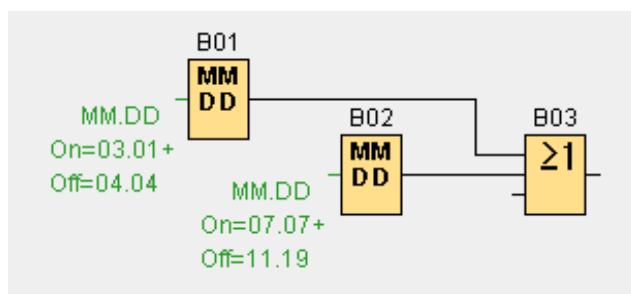 B01
MM
DD
MM.DD
On=03.01+
Off=04.04
B02
MM
DD
MM.DD
On=07.07+
Off=11.19
B03
≥1